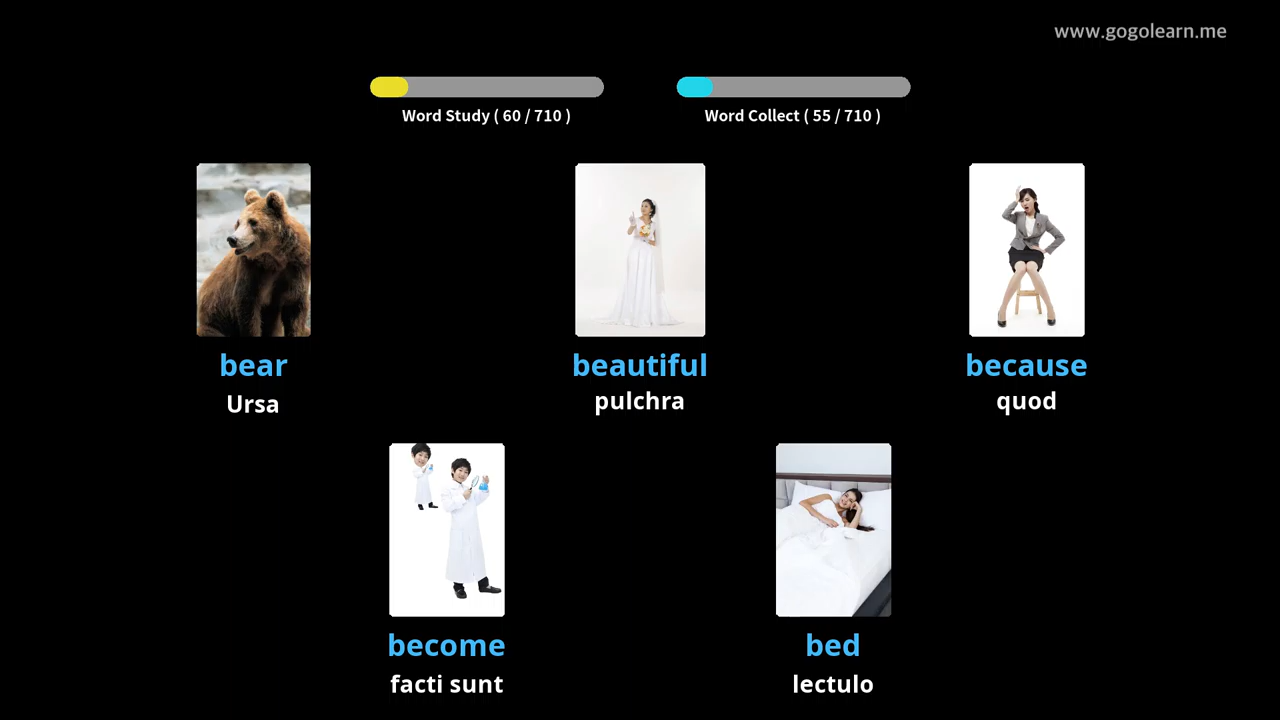 www.gogolearn.me
Word Study ( 60 / 710 )
Word Collect ( 55 / 710 )
bear
Ursa
beautiful
pulchra
because
quod
become
facti sunt
bed
lectulo